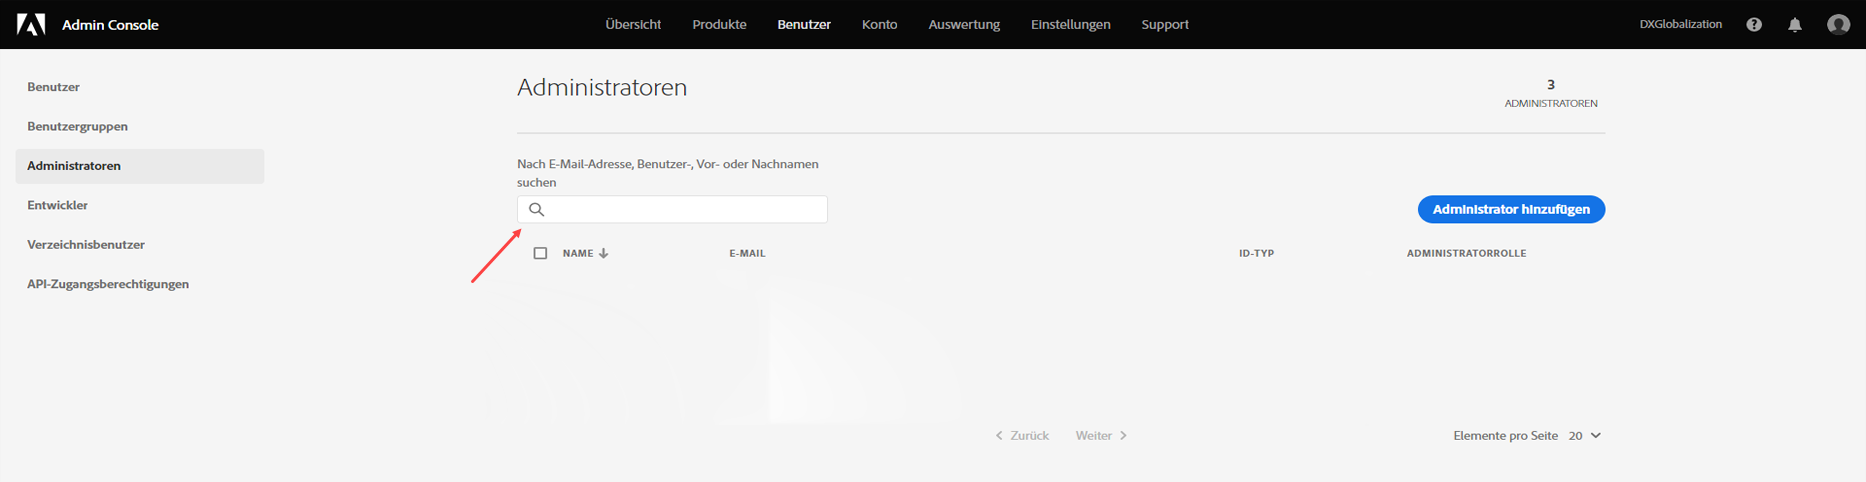 Admin Console
Übersicht Produkte Benutzer Konto Auswertung Einstellungen Support
DXGlobalization
Benutzer
Benutzergruppen
Administratoren
Entwickler
Verzeichnisbenutzer
API-Zugangsberechtigungen
Administratoren
3
ADMINISTRATOREN
Nach E-Mail-Adresse, Benutzer-, Vor- oder Nachnamen
suchen
Administrator hinzufügen
NAME E-MAIL ID-TYP ADMINISTRATORROLLE
Zurück Weiter
Elemente pro Seite 20